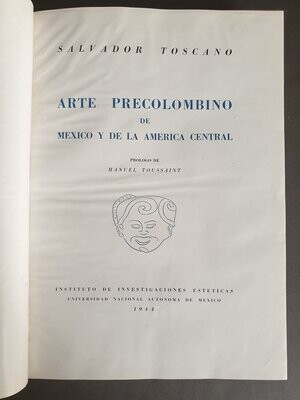 SALVADOR TOSCANO
ARTE PRECOLOMBINO
DE
MEXICO Y DE LA AMERICA CENTRAL
PROLOGO DE
MANUEL TOUSSAINT
INSTITUTO DE INVESTIGACIONES ESTETICAS
UNIVERSIDAD NACIONAL AUTONOMA DE MEXICO
1944